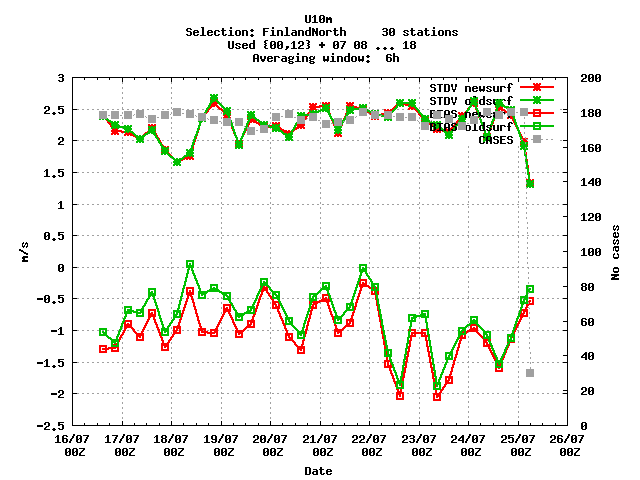 U10m
Selection: FinlandNorth     30 stations
Used {00,12} + 07 08 ... 18
Averaging window:  6h
STDV newsurf
STDV oldsurf
BIAS newsurf
BIAS oldsurf
CASES
3
2.5
2
1.5
1
0.5
0
-0.5
-1
-1.5
-2
-2.5
m/s
200
180
160
140
120
100
80
60
40
20
0
No cases
16/07 17/07 18/07 19/07 20/07 21/07 22/07 23/07 24/07 25/07 26/07
00Z 00Z 00Z 00Z 00Z 00Z 00Z 00Z 00Z 00Z 00Z
Date